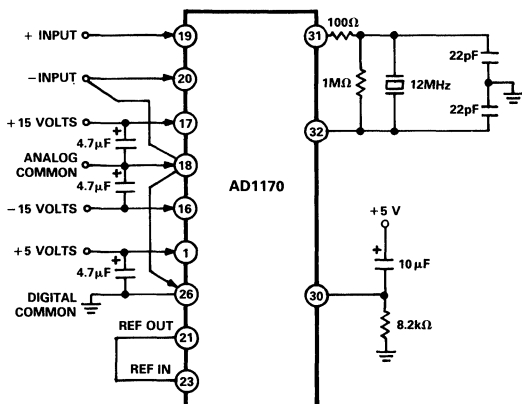 + INPUT
19
– INPUT
20
+15 VOLTS
17
+
4.7μF
ANALOG
COMMON
18
+
4.7μF
–15 VOLTS
16
+5 VOLTS
1
+
4.7μF
DIGITAL
COMMON
26
REF OUT
21
REF IN
23
AD1170
31
100Ω
1MΩ
12MHz
22pF
22pF
32
+5 V
+
10 μF
30
8.2kΩ